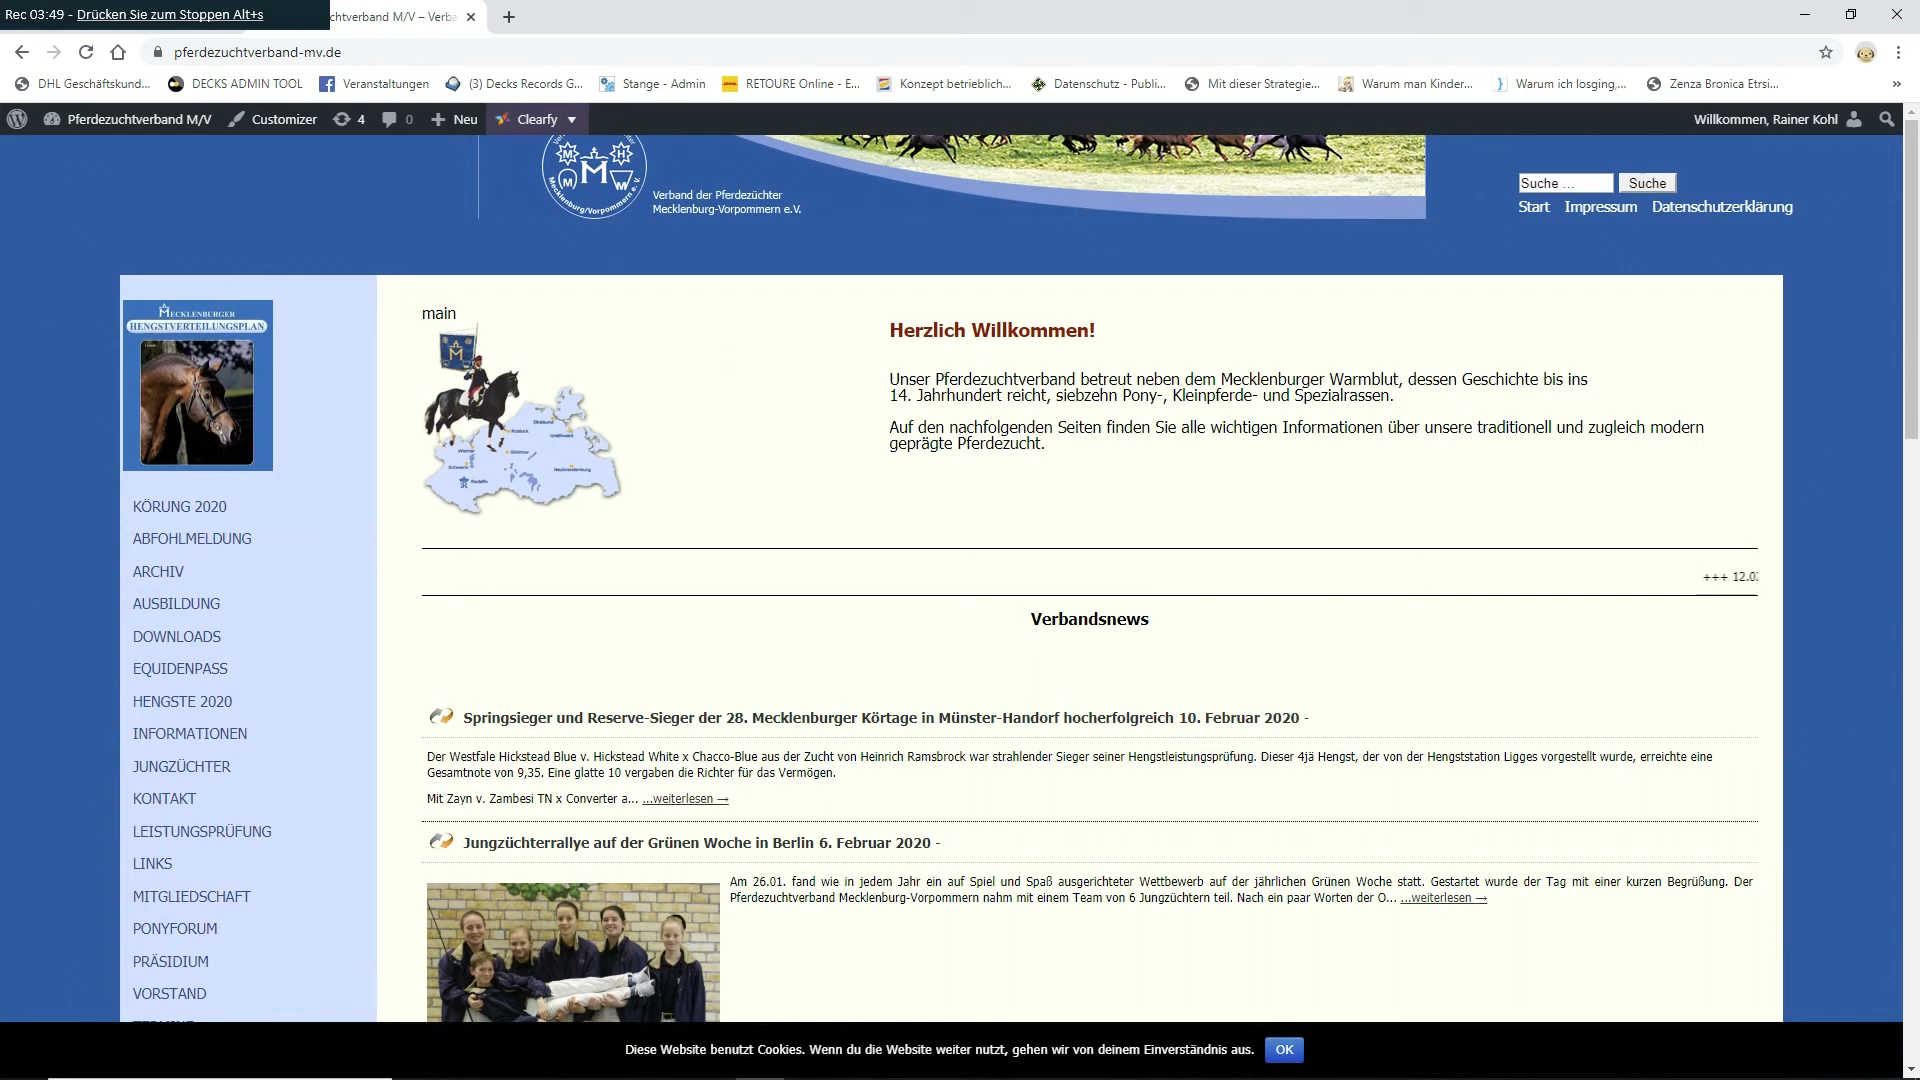 Rec 03:49 - Drücken Sie zum Stoppen Alt+s
chtverband M/V – Verba
pferdezuchtverband-mv.de
DHL Geschäftskund... DECKS ADMIN TOOL Veranstaltungen (3) Decks Records G... Stange - Admin RETOURE Online - E... Konzept betrieblich... Datenschutz - Publi... Mit dieser Strategie... Warum man Kinder... Warum ich losging,... Zenza Bronica Etrsi... »
Pferdezuchtverband M/V Customizer 4 0 Neu Clearfy Willkommen, Rainer Kohl
Mecklenburg/Vorpommern e.V.
Verband der Pferdezüchter
Mecklenburg-Vorpommern e.V.
Suche ... Suche
Start Impressum Datenschutzerklärung
MECKLENBURGER
HENGSTVERTEILUNGSPLAN
KÖRUNG 2020
ABFOHLMELDUNG
ARCHIV
AUSBILDUNG
DOWNLOADS
EQUIDENPASS
HENGSTE 2020
INFORMATIONEN
JUNGZÜCHTER
KONTAKT
LEISTUNGSPRÜFUNG
LINKS
MITGLIEDSCHAFT
PONYFORUM
PRÄSIDIUM
VORSTAND
main
M
Stralsund
Rostock
Greifswald
Wismar
Güstrow
Schwerin
Neubrandenburg
Redefin
Herzlich Willkommen!
Unser Pferdezuchtverband betreut neben dem Mecklenburger Warmblut, dessen Geschichte bis ins
14. Jahrhundert reicht, siebzehn Pony-, Kleinpferde- und Spezialrassen.
Auf den nachfolgenden Seiten finden Sie alle wichtigen Informationen über unsere traditionell und zugleich modern
geprägte Pferdezucht.
+++ 12.0
Verbandsnews
Springsieger und Reserve-Sieger der 28. Mecklenburger Körtage in Münster-Handorf hocherfolgreich 10. Februar 2020 -
Der Westfale Hickstead Blue v. Hickstead White x Chacco-Blue aus der Zucht von Heinrich Ramsbrock war strahlender Sieger seiner Hengstleistungsprüfung. Dieser 4jä Hengst, der von der Hengststation Ligges vorgestellt wurde, erreichte eine
Gesamtnote von 9,35. Eine glatte 10 vergaben die Richter für das Vermögen.
Mit Zayn v. Zambesi TN x Converter a... ...weiterlesen →
Jungzüchterrallye auf der Grünen Woche in Berlin 6. Februar 2020 -
Am 26.01. fand wie in jedem Jahr ein auf Spiel und Spaß ausgerichteter Wettbewerb auf der jährlichen Grünen Woche statt. Gestartet wurde der Tag mit einer kurzen Begrüßung. Der
Pferdezuchtverband Mecklenburg-Vorpommern nahm mit einem Team von 6 Jungzüchtern teil. Nach ein paar Worten der O... ...weiterlesen →
Diese Website benutzt Cookies. Wenn du die Website weiter nutzt, gehen wir von deinem Einverständnis aus. OK